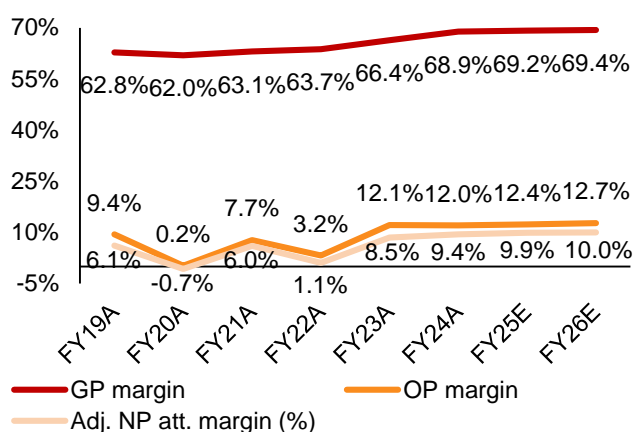 70%
55%
40%
25%
10%
-5%
62.8% 62.0% 63.1% 63.7% 66.4% 68.9% 69.2% 69.4%
9.4% 0.2% 7.7% 3.2% 12.1% 12.0% 12.4% 12.7%
6.1% -0.7% 6.0% 1.1% 8.5% 9.4% 9.9% 10.0%
FY19A FY20A FY21A FY22A FY23A FY24A FY25E FY26E
GP margin OP margin
Adj. NP att. margin (%)